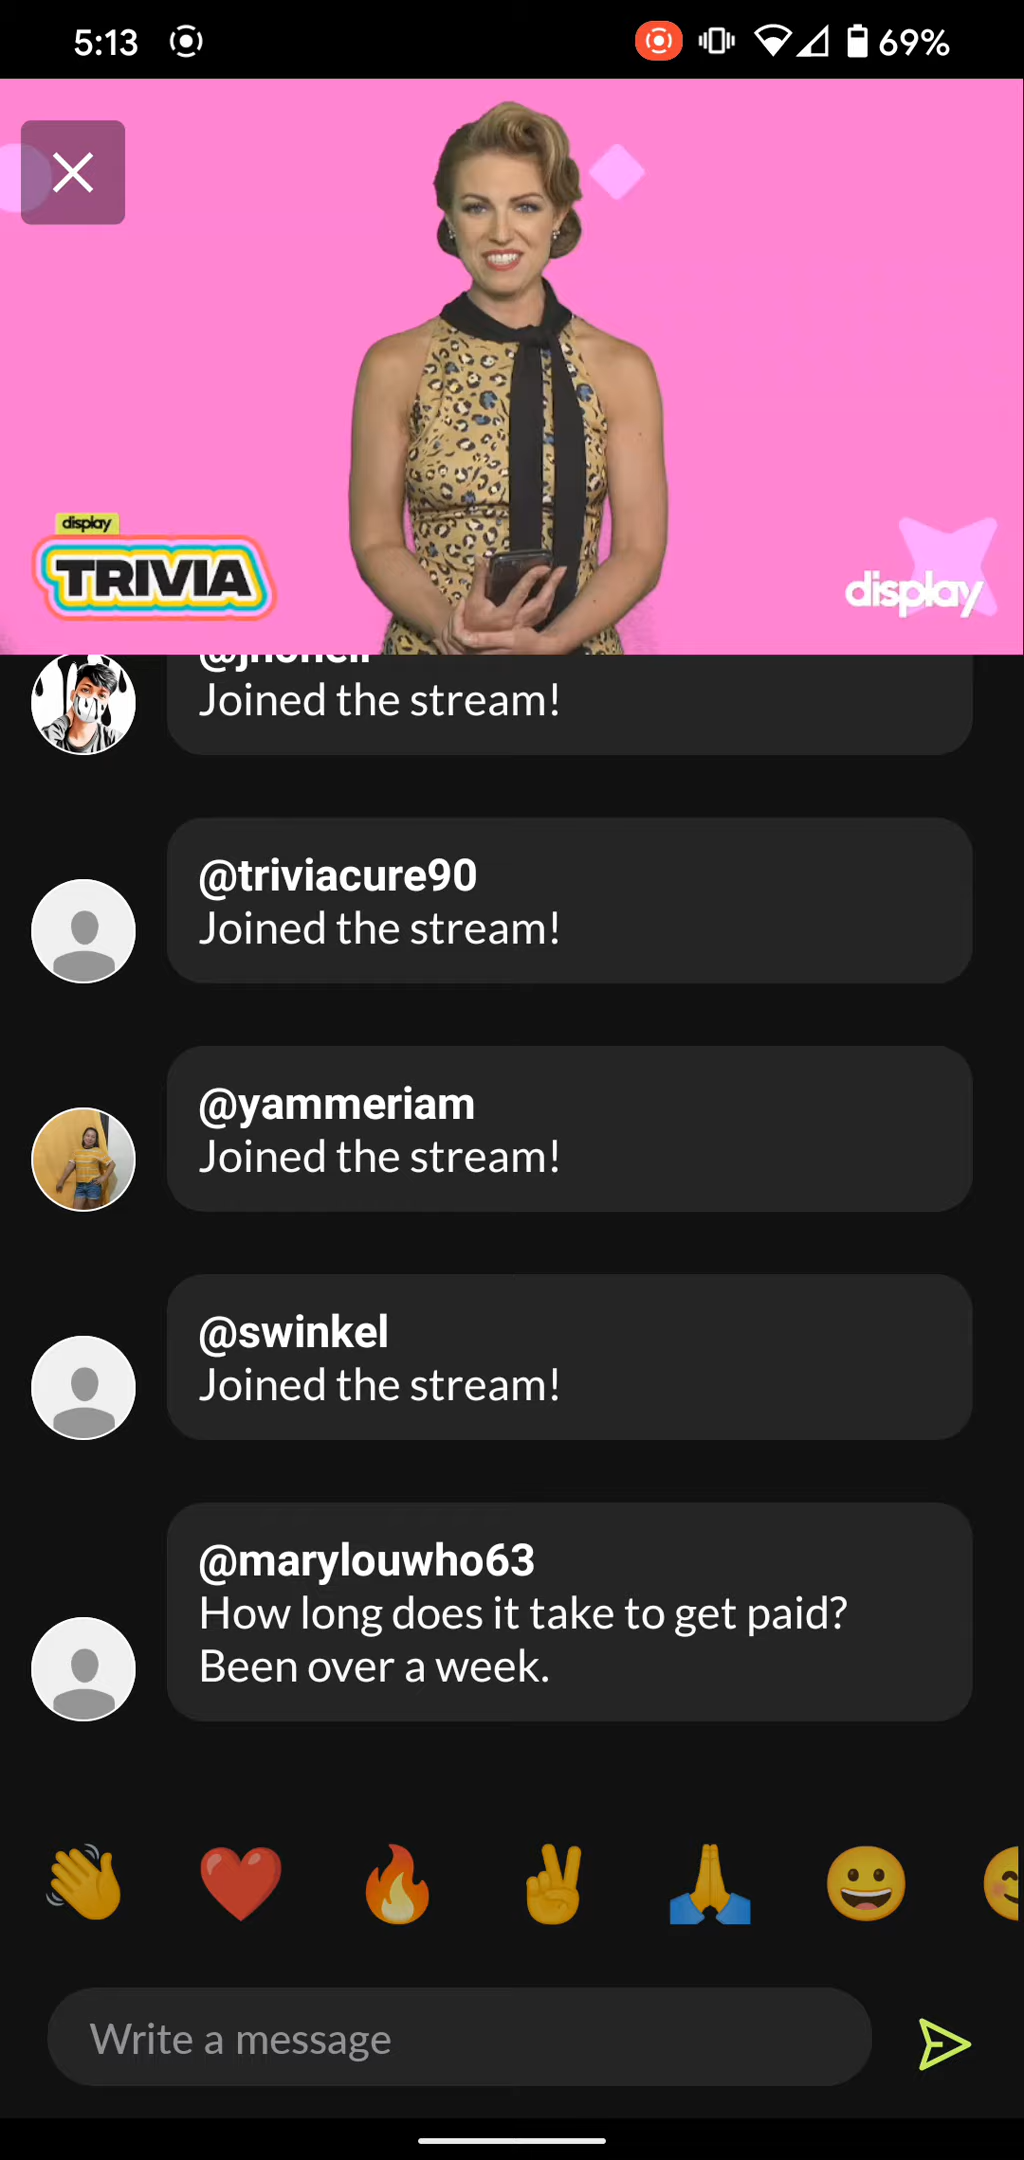 5:13
69%
display
TRIVIA
display
Joined the stream!
@triviacure90
Joined the stream!
@yammeriam
Joined the stream!
@swinkel
Joined the stream!
@marylouwho63
How long does it take to get paid?
Been over a week.
Write a message